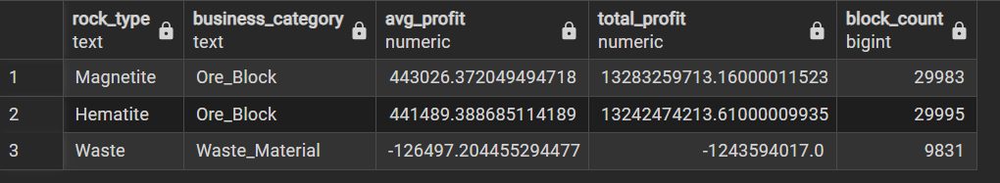 rock_type business_category avg_profit total_profit block_count
text text numeric numeric bigint
1 Magnetite Ore_Block 443026.372049494718 13283259713.16000011523 29983
2 Hematite Ore_Block 441489.388685114189 13242474213.61000009935 29995
3 Waste Waste_Material -126497.204455294477 -1243594017.0 9831